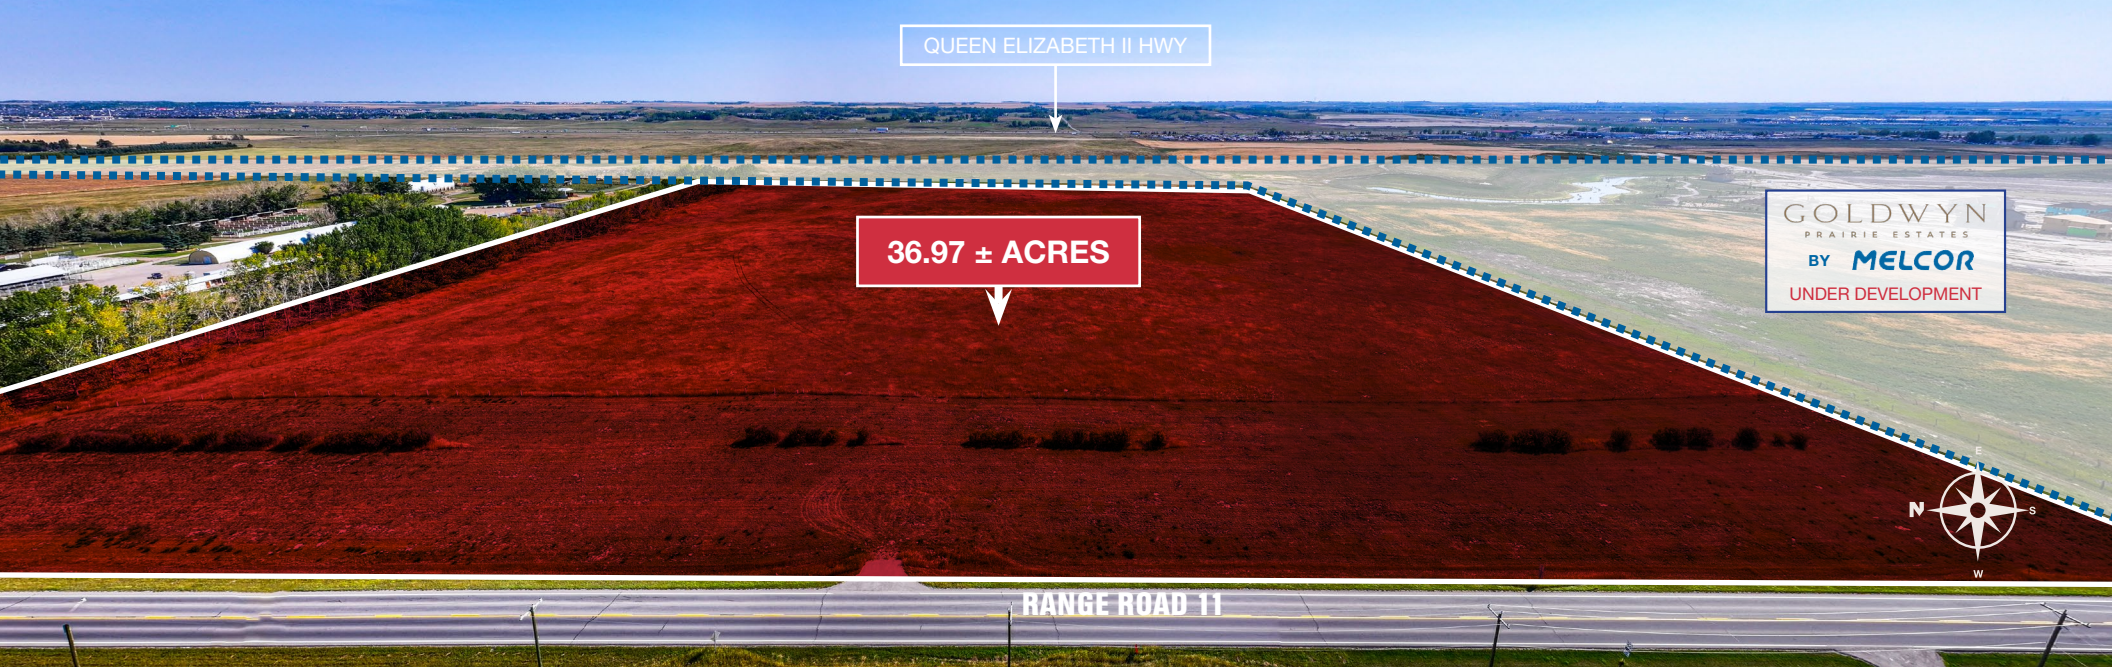 QUEEN ELIZABETH II HWY
36.97 ± ACRES
GOLDWYN
PRAIRIE ESTATES
BY MELCOR
UNDER DEVELOPMENT
E
N
S
W
RANGE ROAD 11